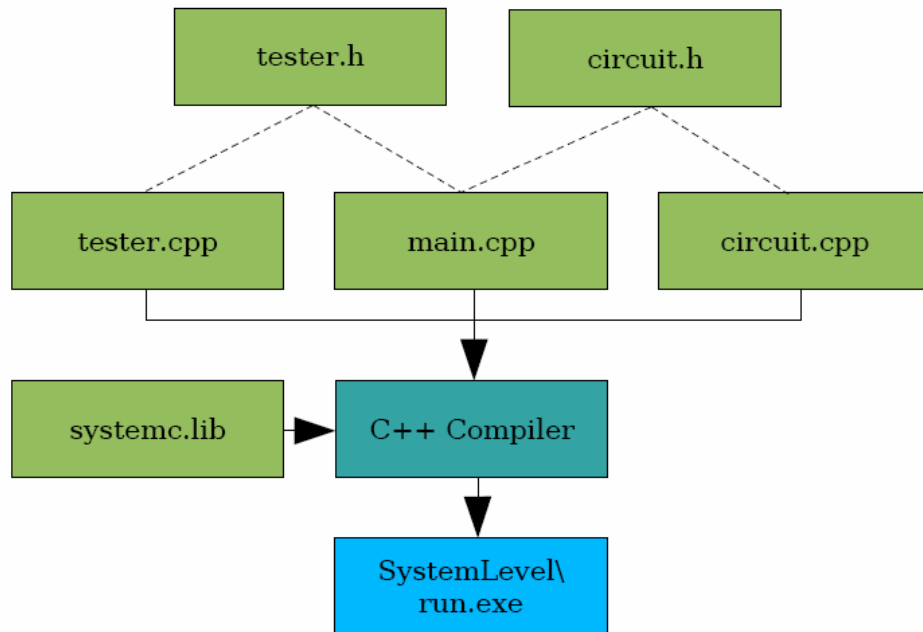 tester.h
circuit.h
tester.cpp
main.cpp
circuit.cpp
systemc.lib
C++ Compiler
SystemLevel\
run.exe